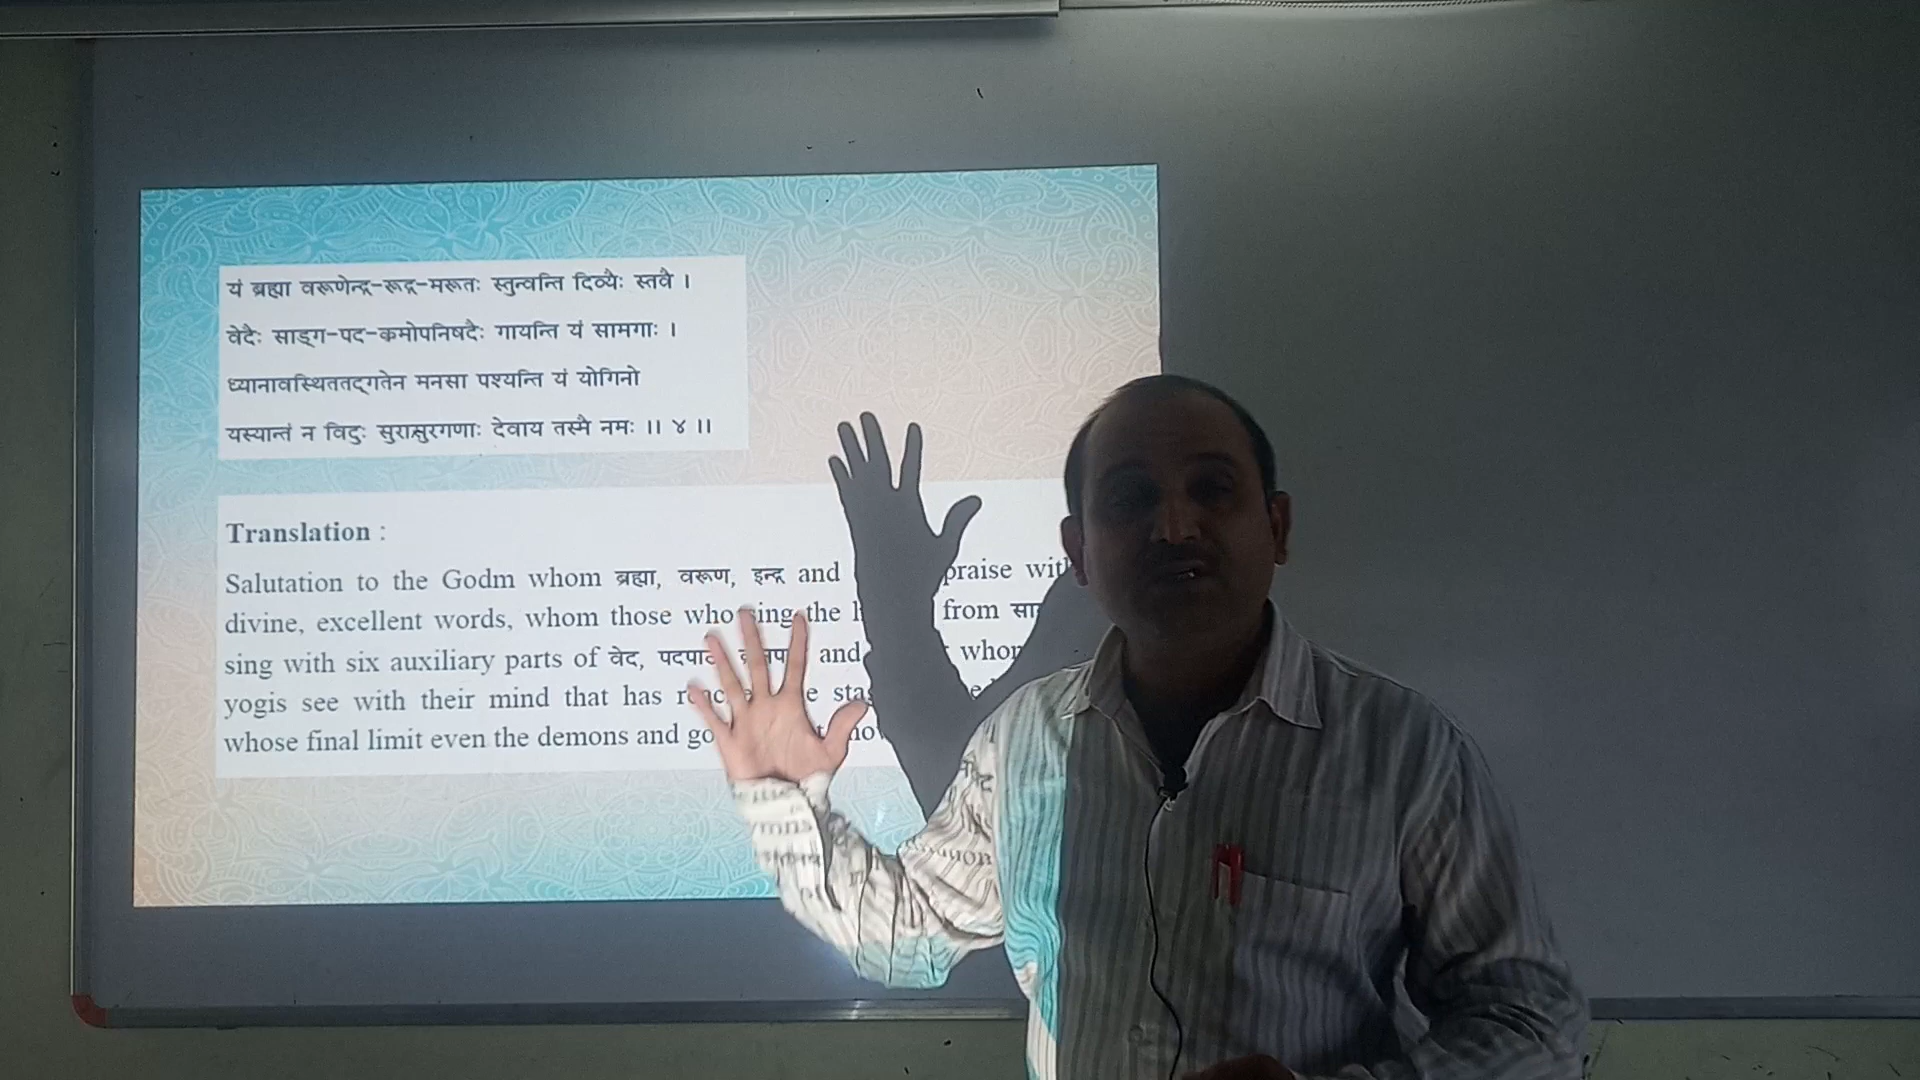 यं ब्रह्मा वरूणेन्द्र-रूद्र-मरूतः स्तुन्वन्ति दिव्यैः स्तवै ।
वेदैः साड्ग-पद-कमोपनिषदैः गायन्ति यं सामगाः ।
ध्यानावस्थिततद्गतेन मनसा पश्यन्ति यं योगिनो
यस्यान्तं न विदुः सुरासुरगणाः देवाय तस्मै नमः ।। ४ ।।
Translation :
Salutation to the Godm whom ब्रह्मा, वरूण, इन्द्र and praise with
divine, excellent words, whom those who sing the from
sing with six auxiliary parts of वेद, and
yogis see with their mind that has
whose final limit even the demons and